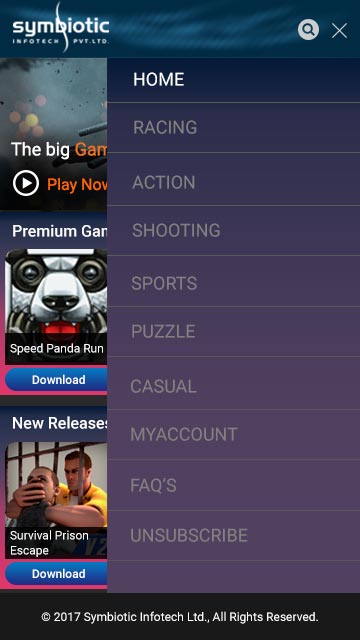 symbiotic
INFOTECH PVT.LTD.
HOME
RACING
ACTION
SHOOTING
SPORTS
PUZZLE
CASUAL
MYACCOUNT
FAQ'S
UNSUBSCRIBE
The big Gam
Play Now
Premium Gam
Speed Panda Run
Download
New Releases
Survival Prison
Escape
Download
© 2017 Symbiotic Infotech Ltd., All Rights Reserved.